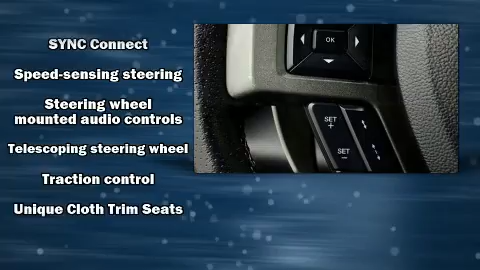 SYNC Connect
Speed-sensing steering
Steering wheel
mounted audio controls
Telescoping steering wheel
Traction control
Unique Cloth Trim Seats
OK
SET
+
SET
−